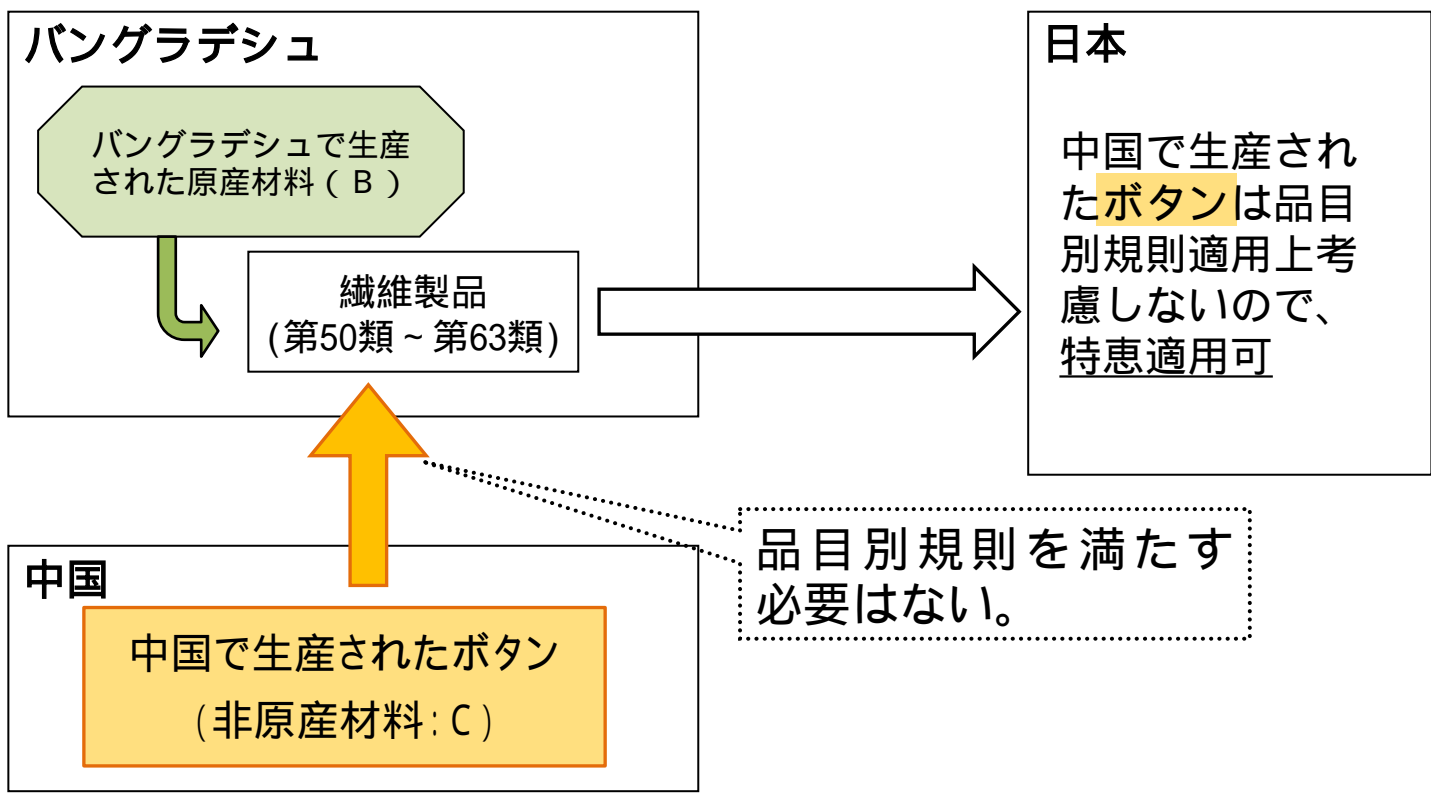 バングラデシュ
バングラデシュで生産
された原産材料(B)
繊維製品
(第50類~第63類)
日本
中国で生産され
たボタンは品目
別規則適用上考
慮しないので、
特恵適用可
品目別規則を満たす
必要はない。
中国
中国で生産されたボタン
(非原産材料:C)